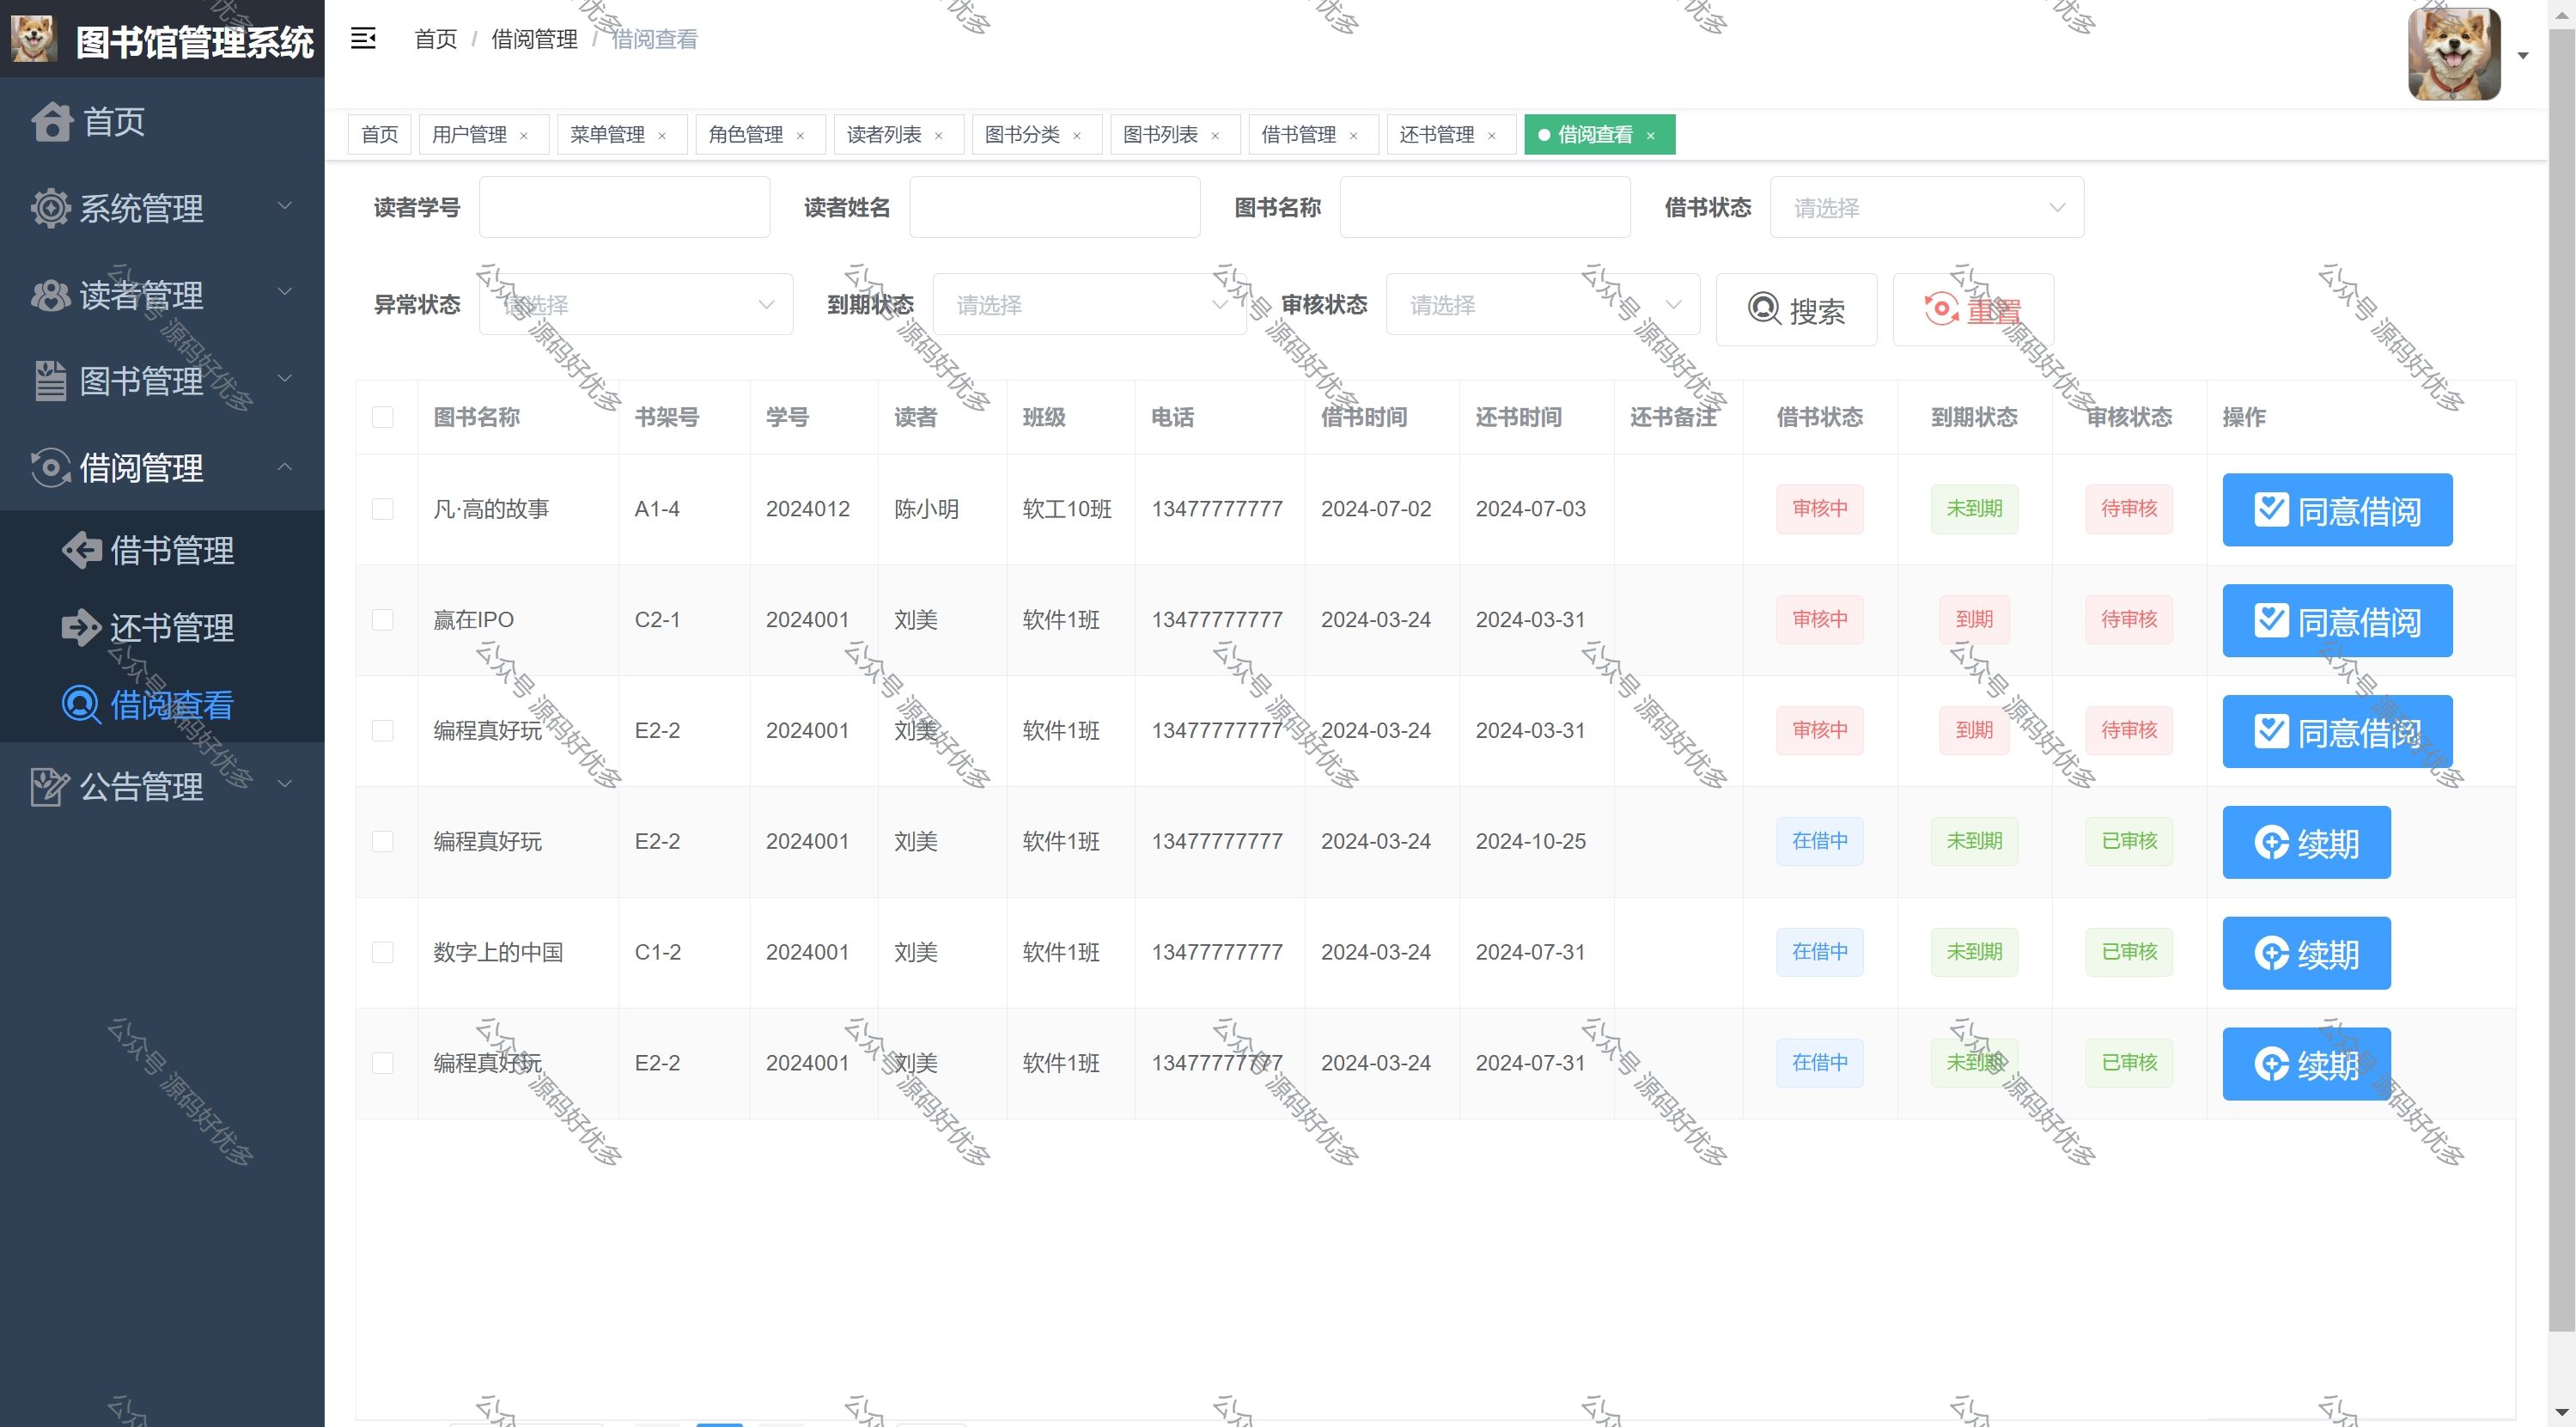 图书馆管理系统
首页 / 借阅管理 / 借阅查看
首页
系统管理
读者管理
图书管理
借阅管理
借书管理
还书管理
借阅查看
公告管理
首页 用户管理 × 菜单管理 × 角色管理 × 读者列表 × 图书分类 × 图书列表 × 借书管理 × 还书管理 × 借阅查看 ×
读者学号 读者姓名 图书名称 借书状态 请选择
异常状态 请选择 到期状态 请选择 审核状态 请选择 搜索 重置
图书名称 书架号 学号 读者 班级 电话 借书时间 还书时间 还书备注 借书状态 到期状态 审核状态 操作
凡·高的故事 A1-4 2024012 陈小明 软工10班 13477777777 2024-07-02 2024-07-03 审核中 未到期 待审核 同意借阅
赢在IPO C2-1 2024001 刘美 软件1班 13477777777 2024-03-24 2024-03-31 审核中 到期 待审核 同意借阅
编程真好玩 E2-2 2024001 刘美 软件1班 13477777777 2024-03-24 2024-03-31 审核中 到期 待审核 同意借阅
编程真好玩 E2-2 2024001 刘美 软件1班 13477777777 2024-03-24 2024-10-25 在借中 未到期 已审核 续期
数字上的中国 C1-2 2024001 刘美 软件1班 13477777777 2024-03-24 2024-07-31 在借中 未到期 已审核 续期
编程真好玩 E2-2 2024001 刘美 软件1班 13477777777 2024-03-24 2024-07-31 在借中 未到期 已审核 续期
公众号 源码好优多